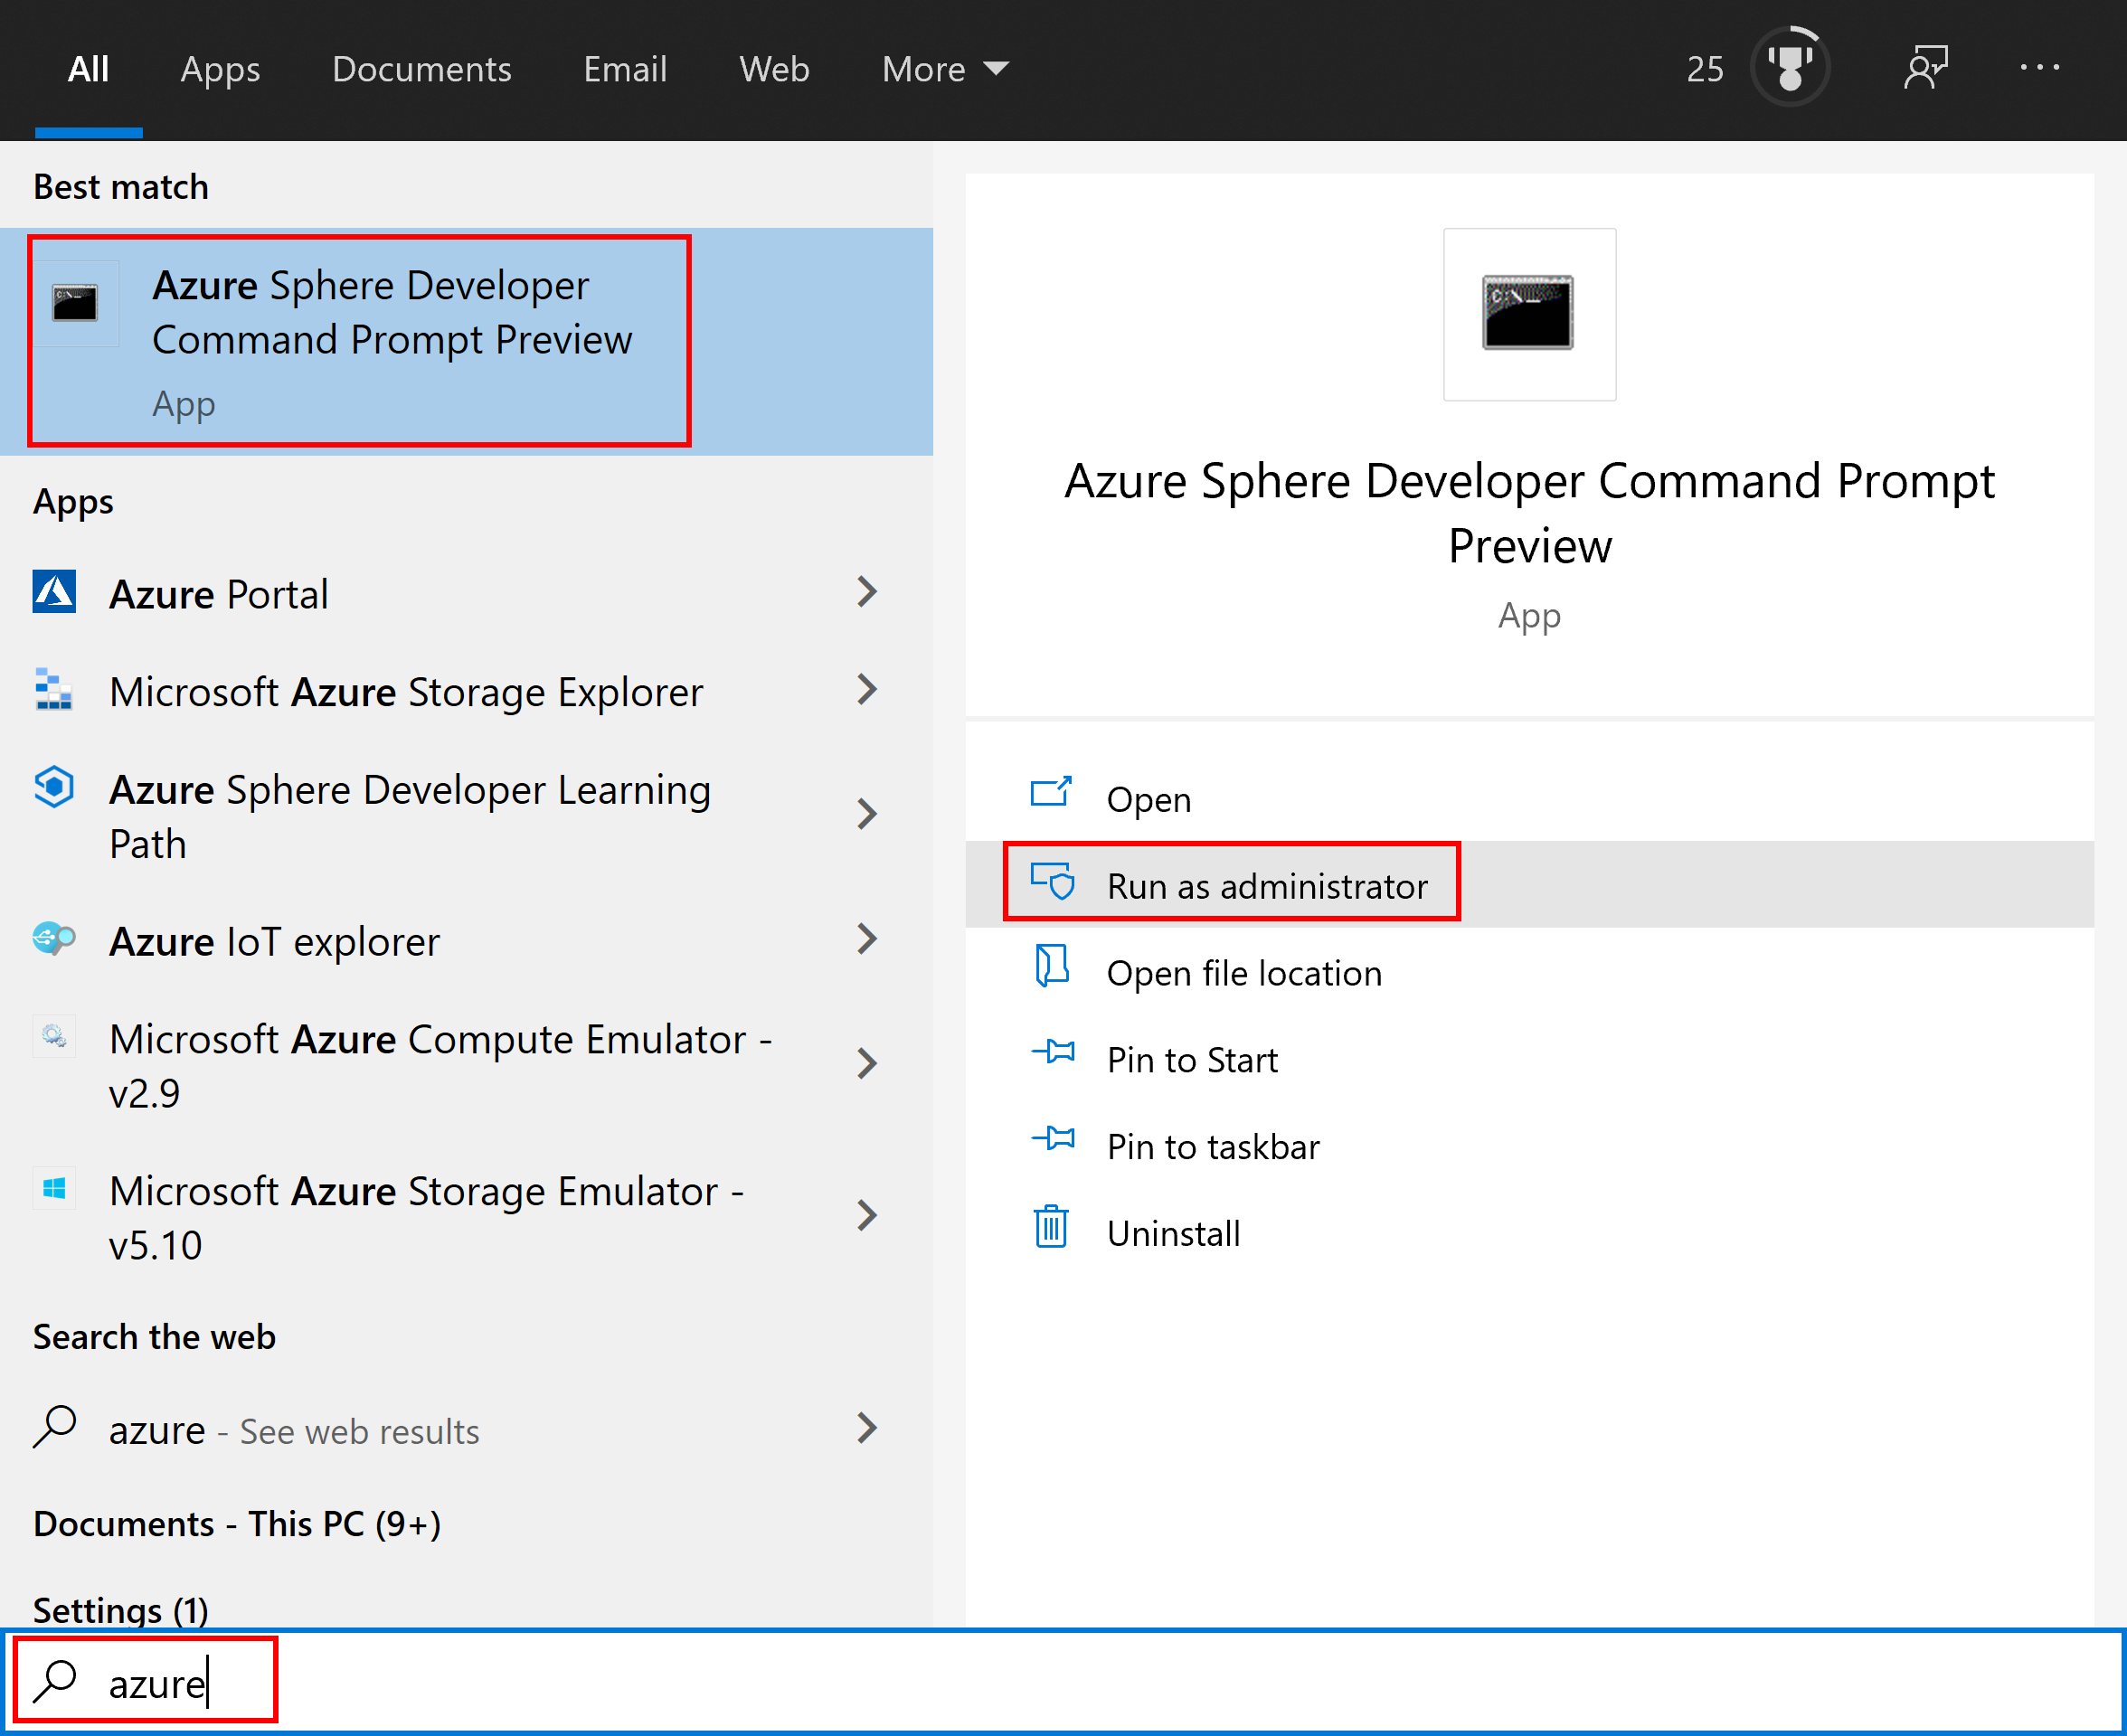 All Apps Documents Email Web More 25
Best match
Azure Sphere Developer
Command Prompt Preview
App
Apps
Azure Portal
Microsoft Azure Storage Explorer
Azure Sphere Developer Learning
Path
Azure IoT explorer
Microsoft Azure Compute Emulator -
v2.9
Microsoft Azure Storage Emulator -
v5.10
Search the web
azure - See web results
Documents - This PC (9+)
Settings (1)
azure
Azure Sphere Developer Command Prompt
Preview
App
Open
Run as administrator
Open file location
Pin to Start
Pin to taskbar
Uninstall